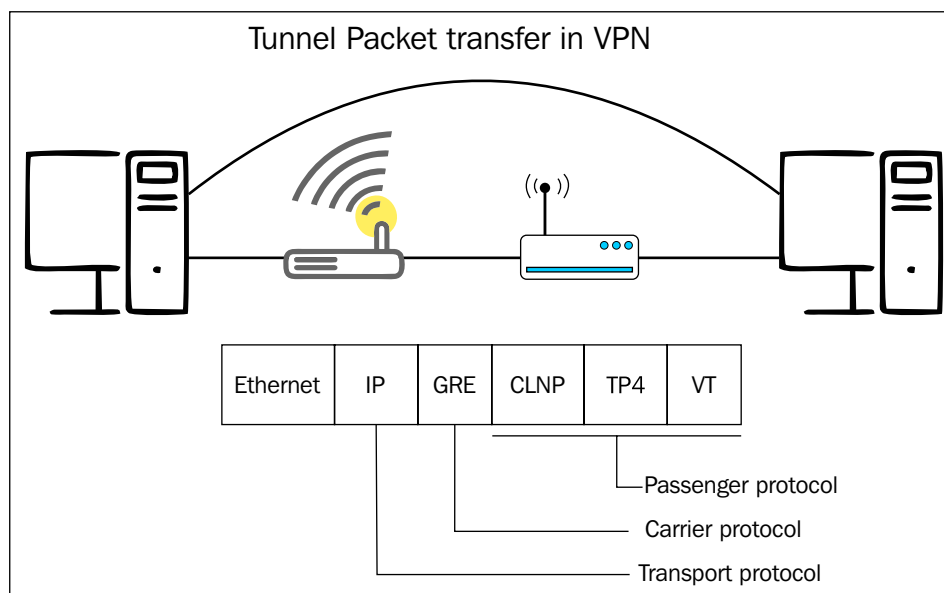 Tunnel Packet transfer in VPN
Ethernet IP GRE CLNP TP4 VT
Passenger protocol
Carrier protocol
Transport protocol